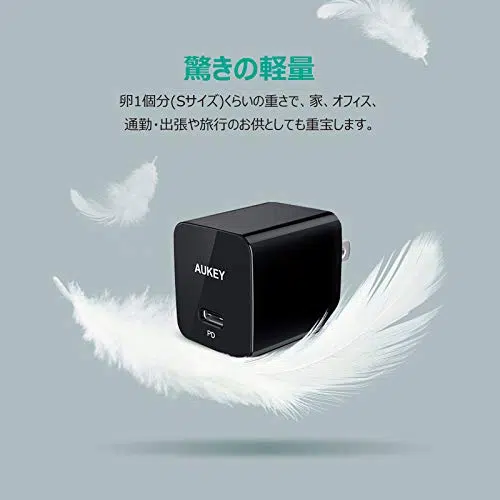 驚きの軽量
卵1個分(Sサイズ)くらいの重さで、家、オフィス、
通勤・出張や旅行のお供としても重宝します。
AUKEY
PD